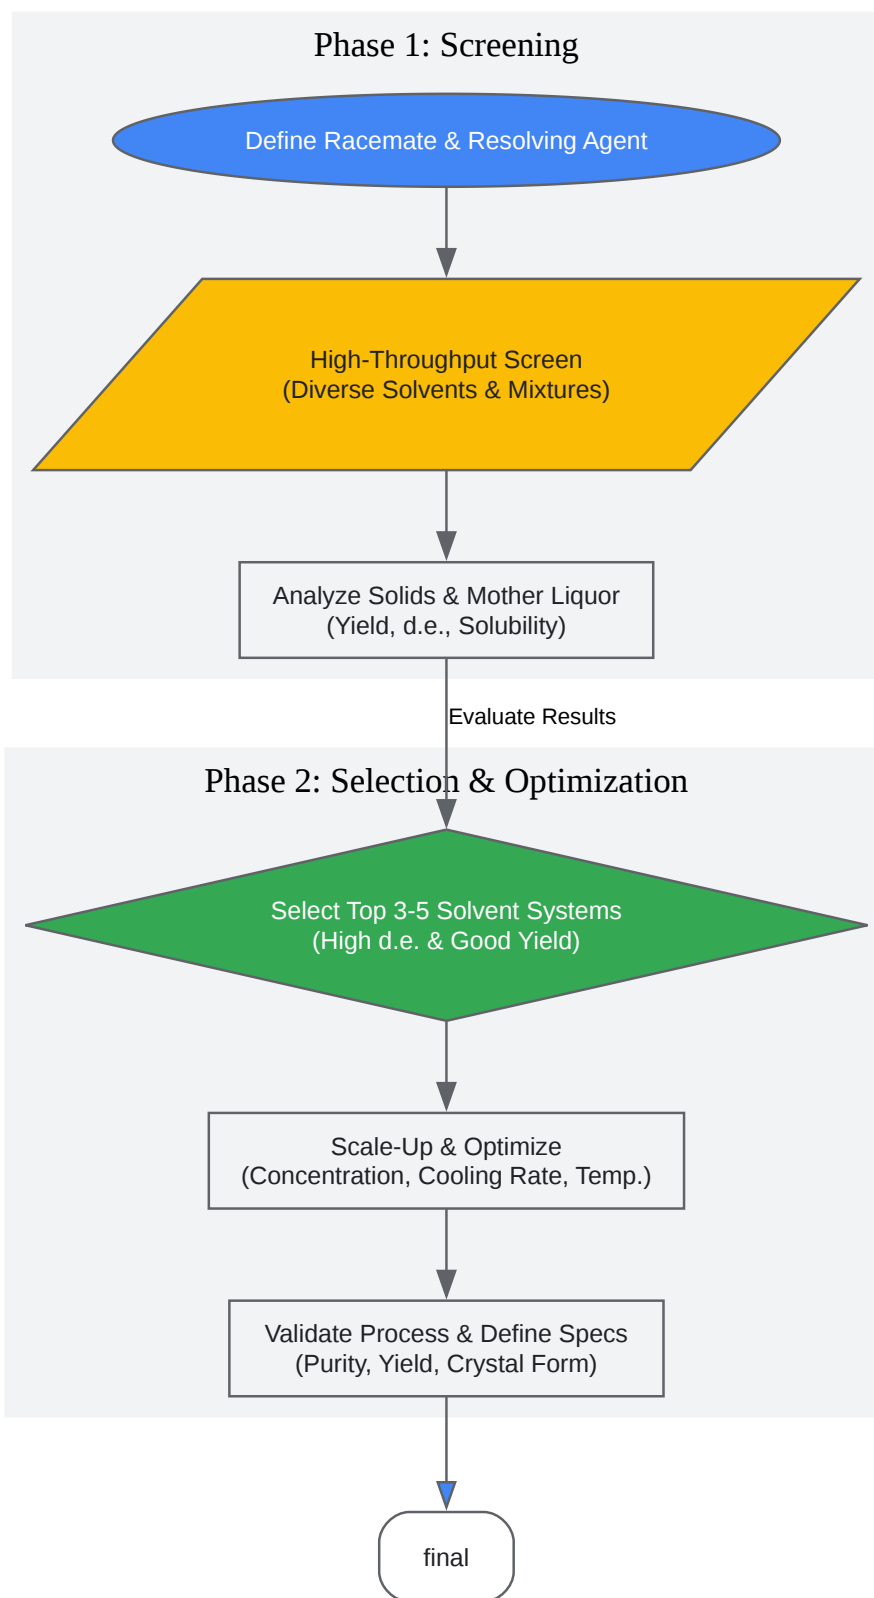 Phase 1: Screening
Define Racemate & Resolving Agent
High-Throughput Screen
(Diverse Solvents & Mixtures)
Analyze Solids & Mother Liquor
(Yield, d.e., Solubility)
Evaluate Results
Phase 2: Selection & Optimization
Select Top 3-5 Solvent Systems
(High d.e. & Good Yield)
Scale-Up & Optimize
(Concentration, Cooling Rate, Temp.)
Validate Process & Define Specs
(Purity, Yield, Crystal Form)
final